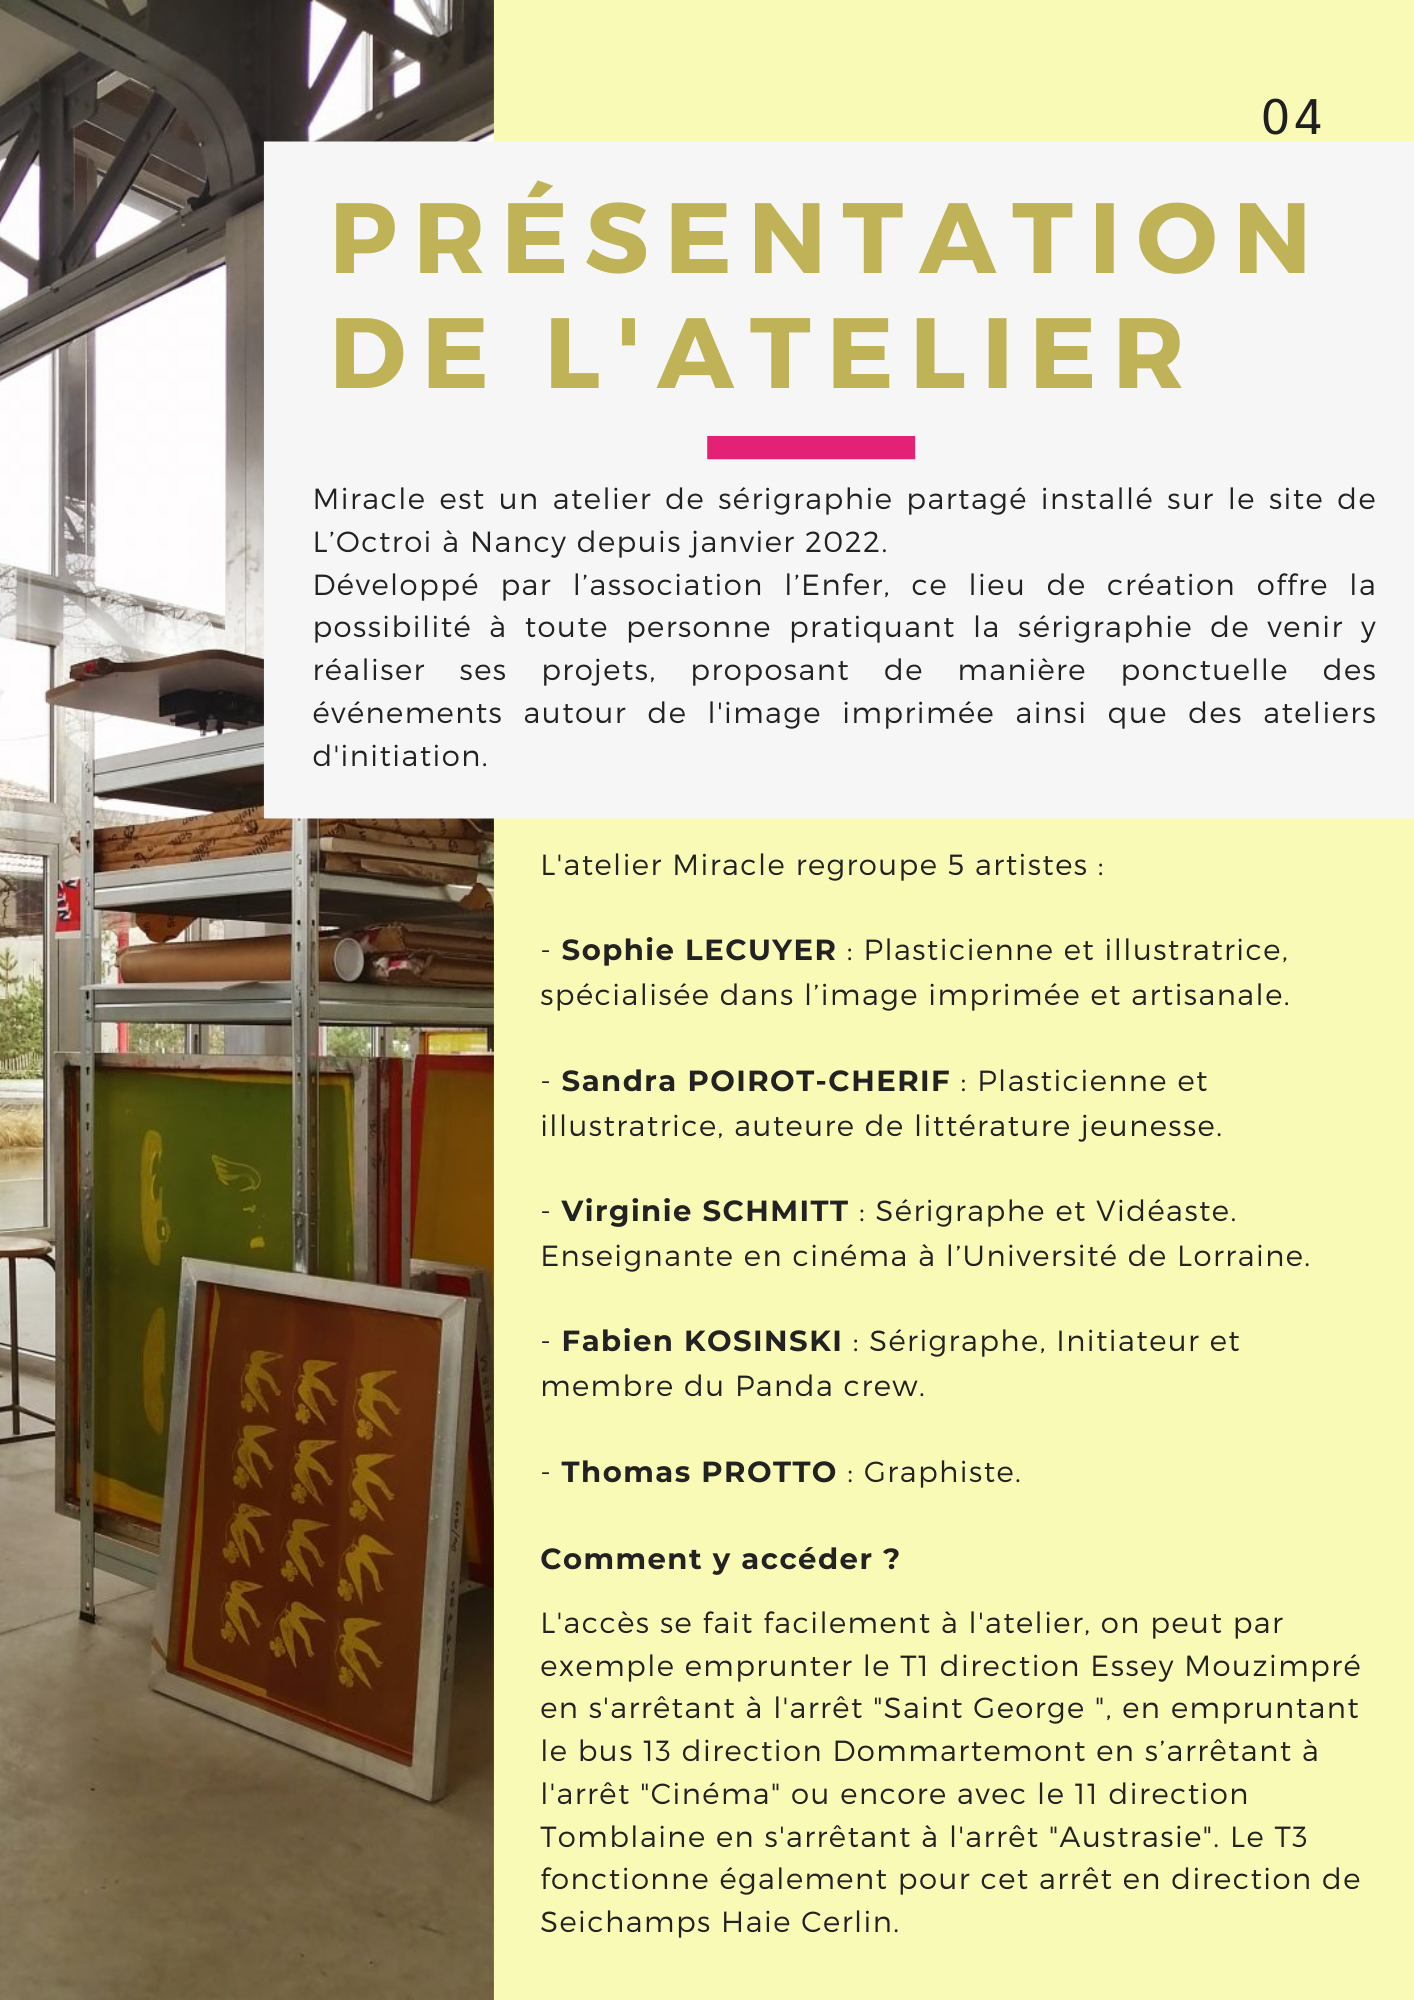 04
PRÉSENTATION
DE L'ATELIER
Miracle est un atelier de sérigraphie partagé installé sur le site de
L’Octroi à Nancy depuis janvier 2022.
Développé par l’association l’Enfer, ce lieu de création offre la
possibilité à toute personne pratiquant la sérigraphie de venir y
réaliser ses projets, proposant de manière ponctuelle des
événements autour de l'image imprimée ainsi que des ateliers
d'initiation.
L'atelier Miracle regroupe 5 artistes :
- Sophie LECUYER : Plasticienne et illustratrice,
spécialisée dans l’image imprimée et artisanale.
- Sandra POIROT-CHERIF : Plasticienne et
illustratrice, auteure de littérature jeunesse.
- Virginie SCHMITT : Sérigraphe et Vidéaste.
Enseignante en cinéma à l’Université de Lorraine.
- Fabien KOSINSKI : Sérigraphe, Initiateur et
membre du Panda crew.
- Thomas PROTTO : Graphiste.
Comment y accéder ?
L'accès se fait facilement à l'atelier, on peut par
exemple emprunter le T1 direction Essey Mouzimpré
en s'arrêtant à l'arrêt "Saint George ", en empruntant
le bus 13 direction Dommartemont en s’arrêtant à
l'arrêt "Cinéma" ou encore avec le 11 direction
Tomblaine en s'arrêtant à l'arrêt "Austrasie". Le T3
fonctionne également pour cet arrêt en direction de
Seichamps Haie Cerlin.